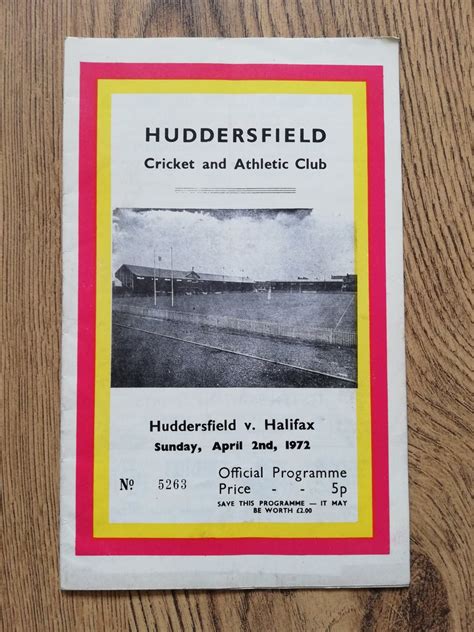 HUDDERSFIELD
Cricket and Athletic Club
Huddersfield v. Halifax
Sunday, April 2nd, 1972
No 5263
Official Programme
Price - - 5p
SAVE THIS PROGRAMME — IT MAY
BE WORTH £2.00